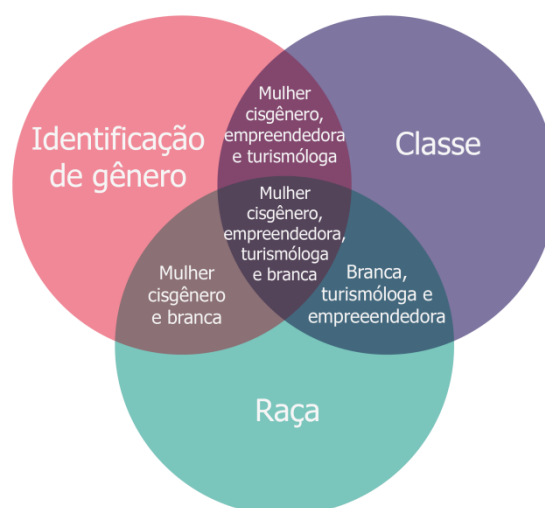 Identificação
de gênero
Mulher
cisgênero,
empreendedora
e turismóloga
Classe
Mulher
cisgênero,
empreendedora,
turismóloga
e branca
Mulher
cisgênero
e branca
Branca,
turismóloga e
empreeendedora
Raça